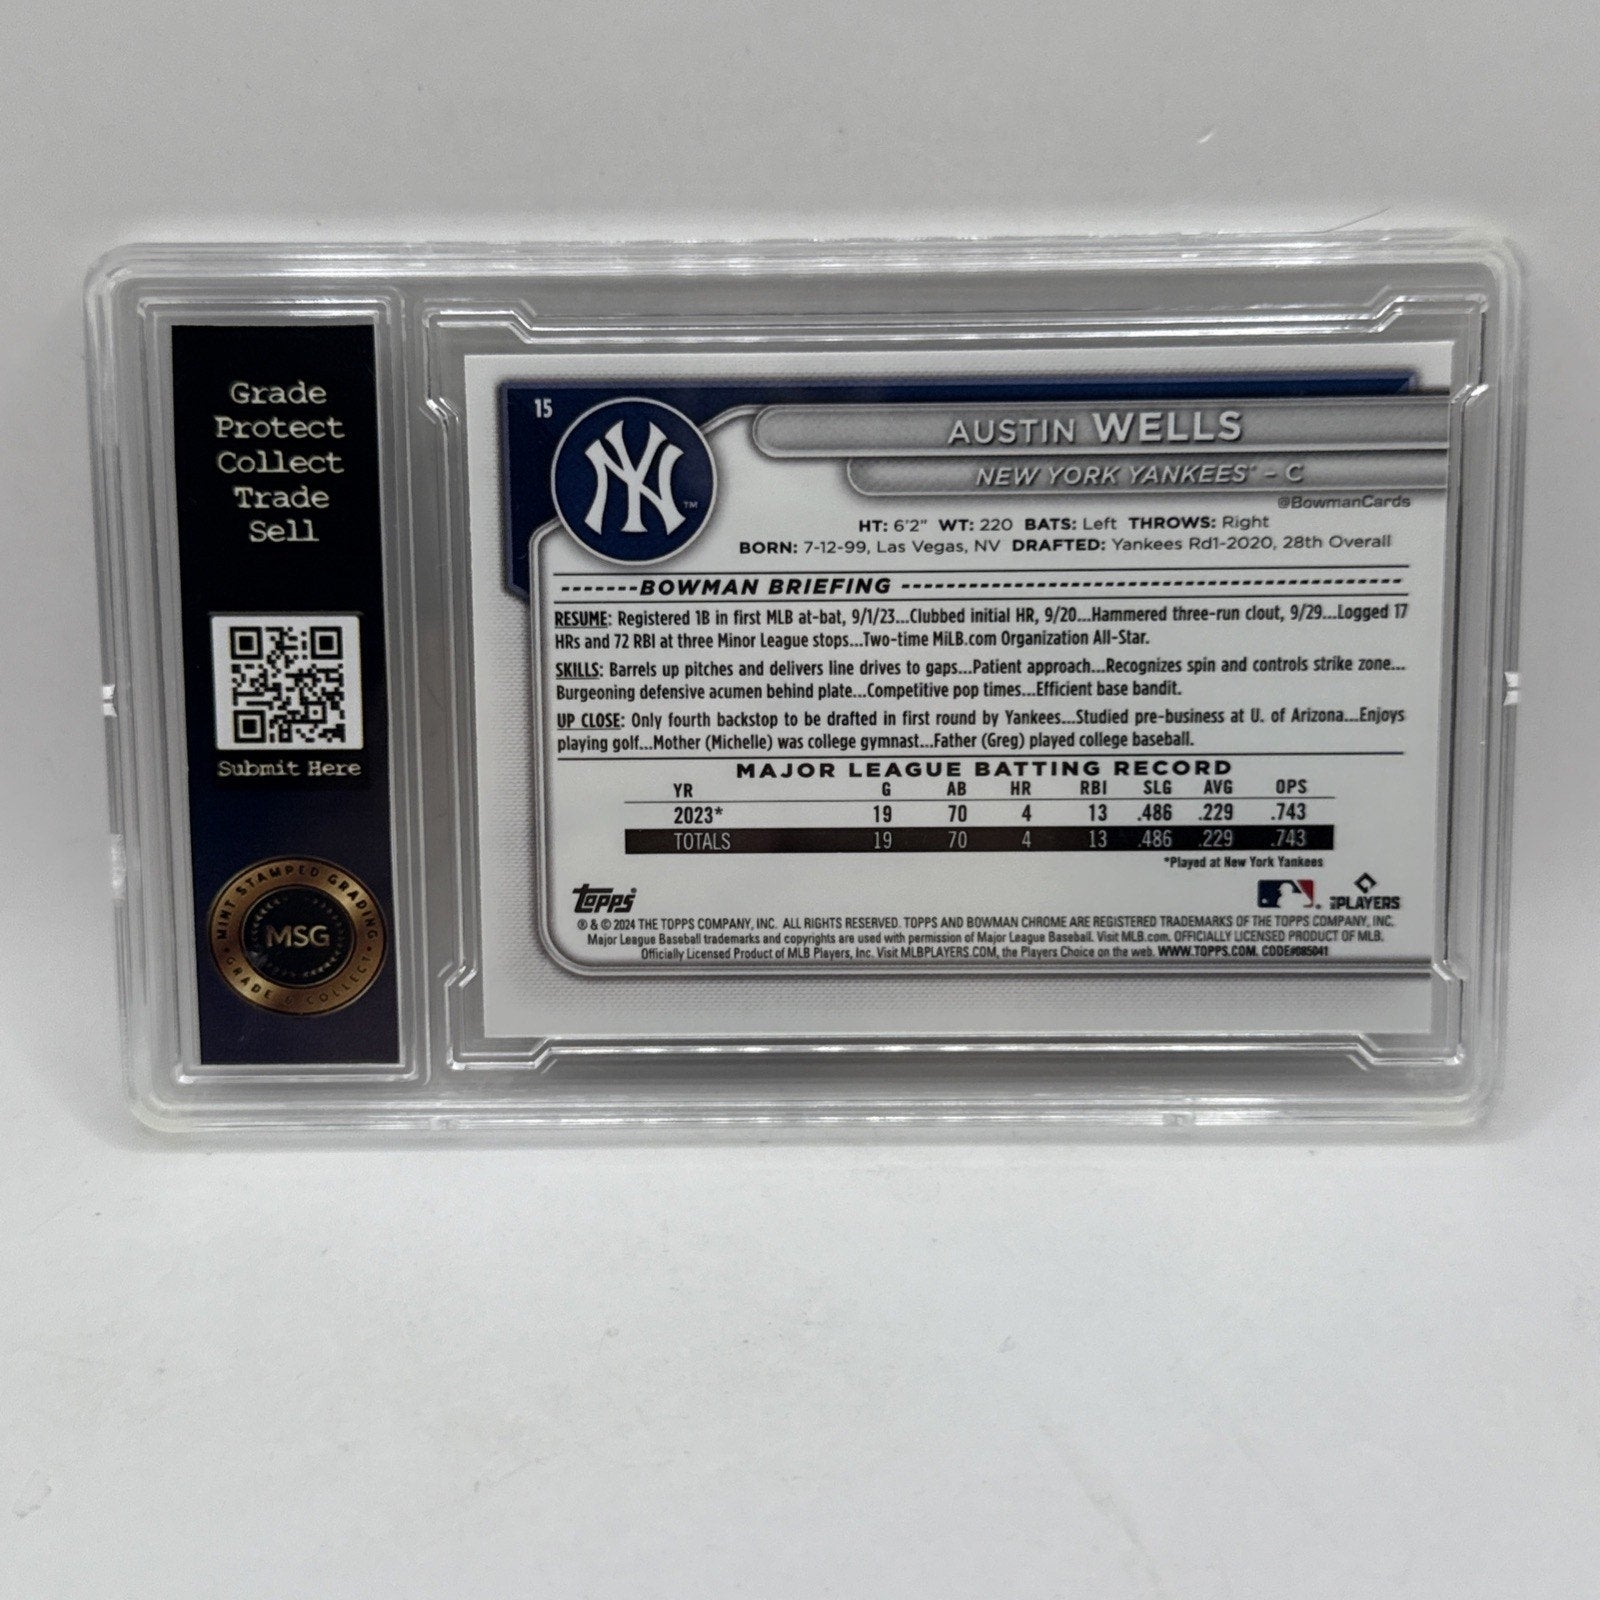 Grade
Protect
Collect
Trade
Sell
Submit Here
MINT STAMPED GRADING
MSG
GRADE & COLLECT
15
NY™
AUSTIN WELLS
NEW YORK YANKEES® – C
@BowmanCards
HT: 6'2" WT: 220 BATS: Left THROWS: Right
BORN: 7-12-99, Las Vegas, NV DRAFTED: Yankees Rd1-2020, 28th Overall
BOWMAN BRIEFING
RESUME: Registered 1B in first MLB at-bat, 9/1/23...Clubbed initial HR, 9/20...Hammered three-run clout, 9/29...Logged 17
HRs and 72 RBI at three Minor League stops...Two-time MiLB.com Organization All-Star.
SKILLS: Barrels up pitches and delivers line drives to gaps...Patient approach...Recognizes spin and controls strike zone...
Burgeoning defensive acumen behind plate...Competitive pop times...Efficient base bandit.
UP CLOSE: Only fourth backstop to be drafted in first round by Yankees...Studied pre-business at U. of Arizona...Enjoys
playing golf...Mother (Michelle) was college gymnast...Father (Greg) played college baseball.
MAJOR LEAGUE BATTING RECORD
YR G AB HR RBI SLG AVG OPS
2023* 19 70 4 13 .486 .229 .743
TOTALS 19 70 4 13 .486 .229 .743
*Played at New York Yankees
Topps
PLAYERS
® & © 2024 THE TOPPS COMPANY, INC. ALL RIGHTS RESERVED. TOPPS AND BOWMAN CHROME ARE REGISTERED TRADEMARKS OF THE TOPPS COMPANY, INC.
Major League Baseball trademarks and copyrights are used with permission of Major League Baseball. Visit MLB.com. OFFICIALLY LICENSED PRODUCT OF MLB.
Officially Licensed Product of MLB Players, Inc. Visit MLBPLAYERS.COM, the Players Choice on the web. WWW.TOPPS.COM. CODE#085041